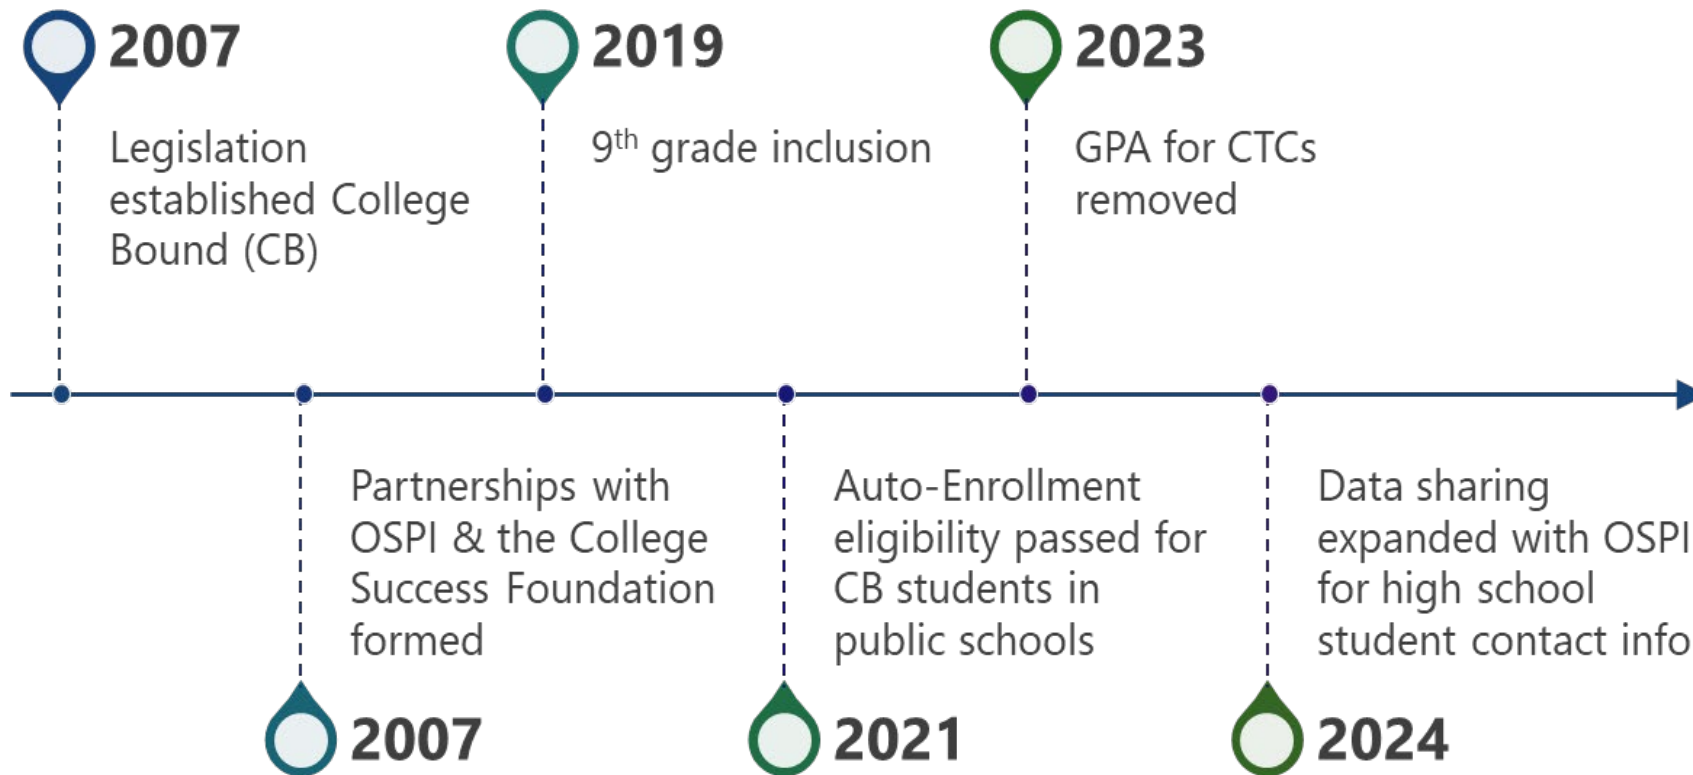 2007
Legislation
established College
Bound (CB)
2019
9th grade inclusion
2023
GPA for CTCs
removed
Partnerships with
OSPI & the College
Success Foundation
formed
2007
Auto-Enrollment
eligibility passed for
CB students in
public schools
2021
Data sharing
expanded with OSPI
for high school
student contact info
2024